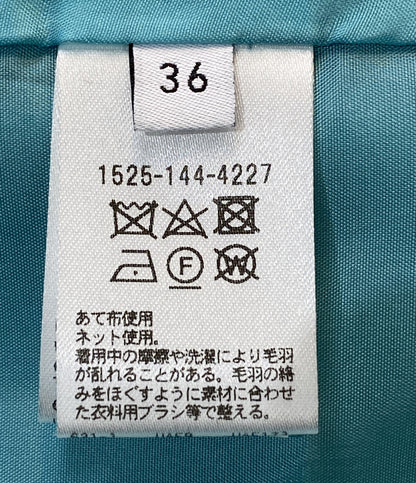 36
1525-144-4227
F W
あて布使用
ネット使用。
着用中の摩擦や洗濯により毛羽
が乱れることがある。毛羽の絡
みをほぐすように素材に合わせ
た衣料用ブラシ等で整える。